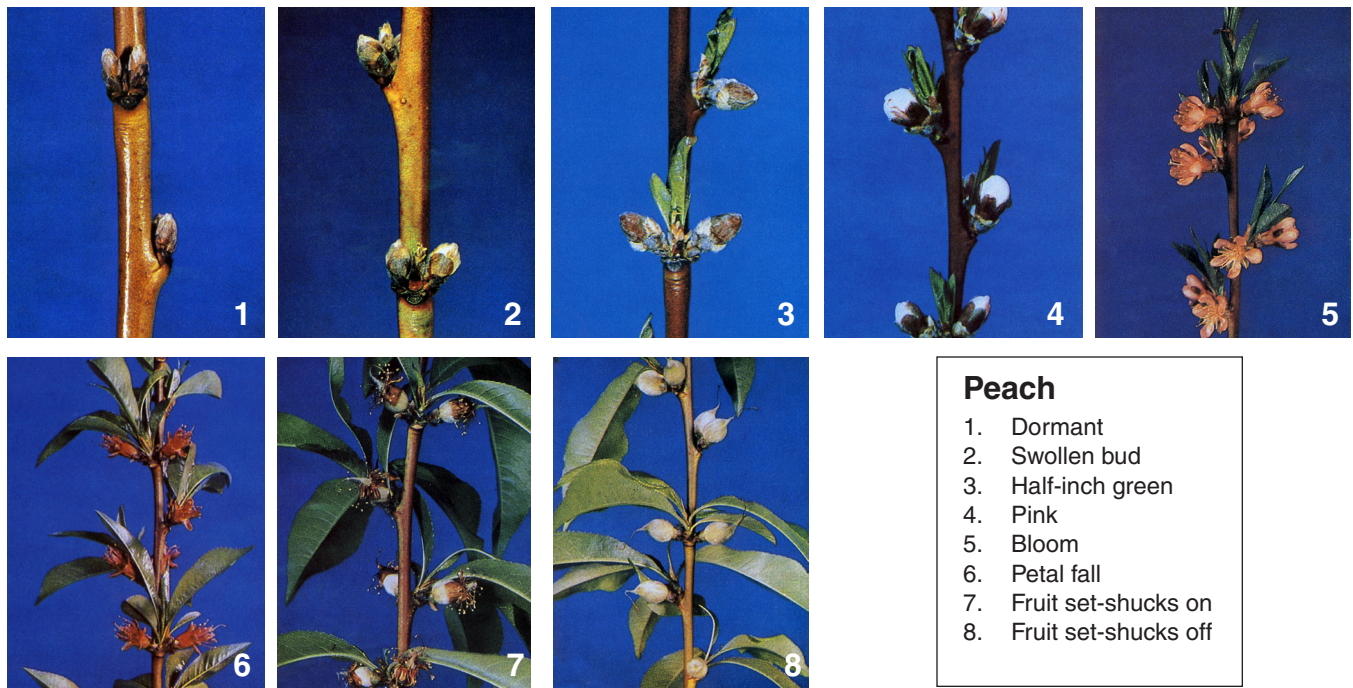 1
2
3
4
5
6
7
8
Peach
1. Dormant
2. Swollen bud
3. Half-inch green
4. Pink
5. Bloom
6. Petal fall
7. Fruit set-shucks on
8. Fruit set-shucks off